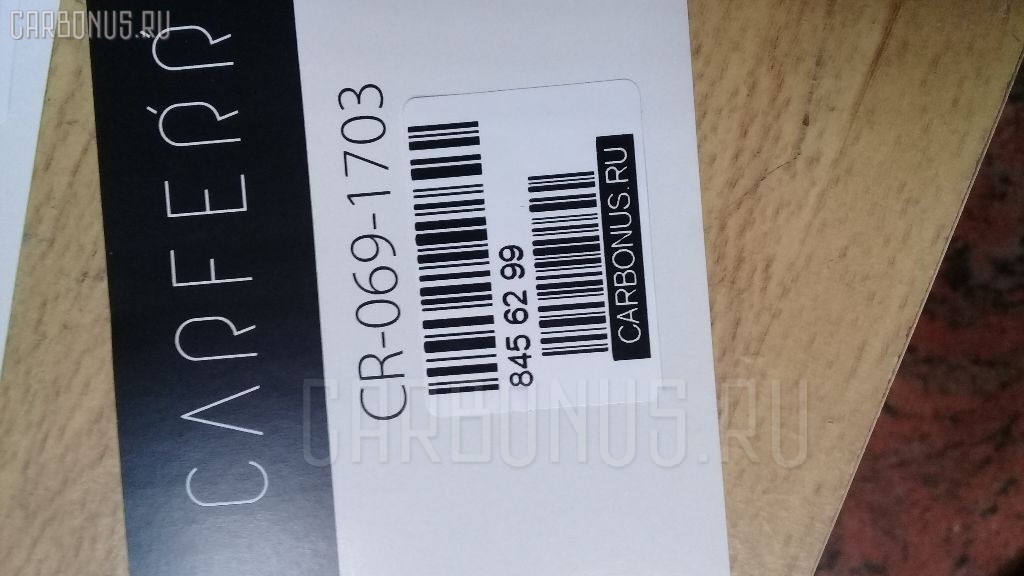 CARBONUS.RU
CARFERR
CR-069-1703
845 62 99
CARBONUS.RU
CARBONUS.RU